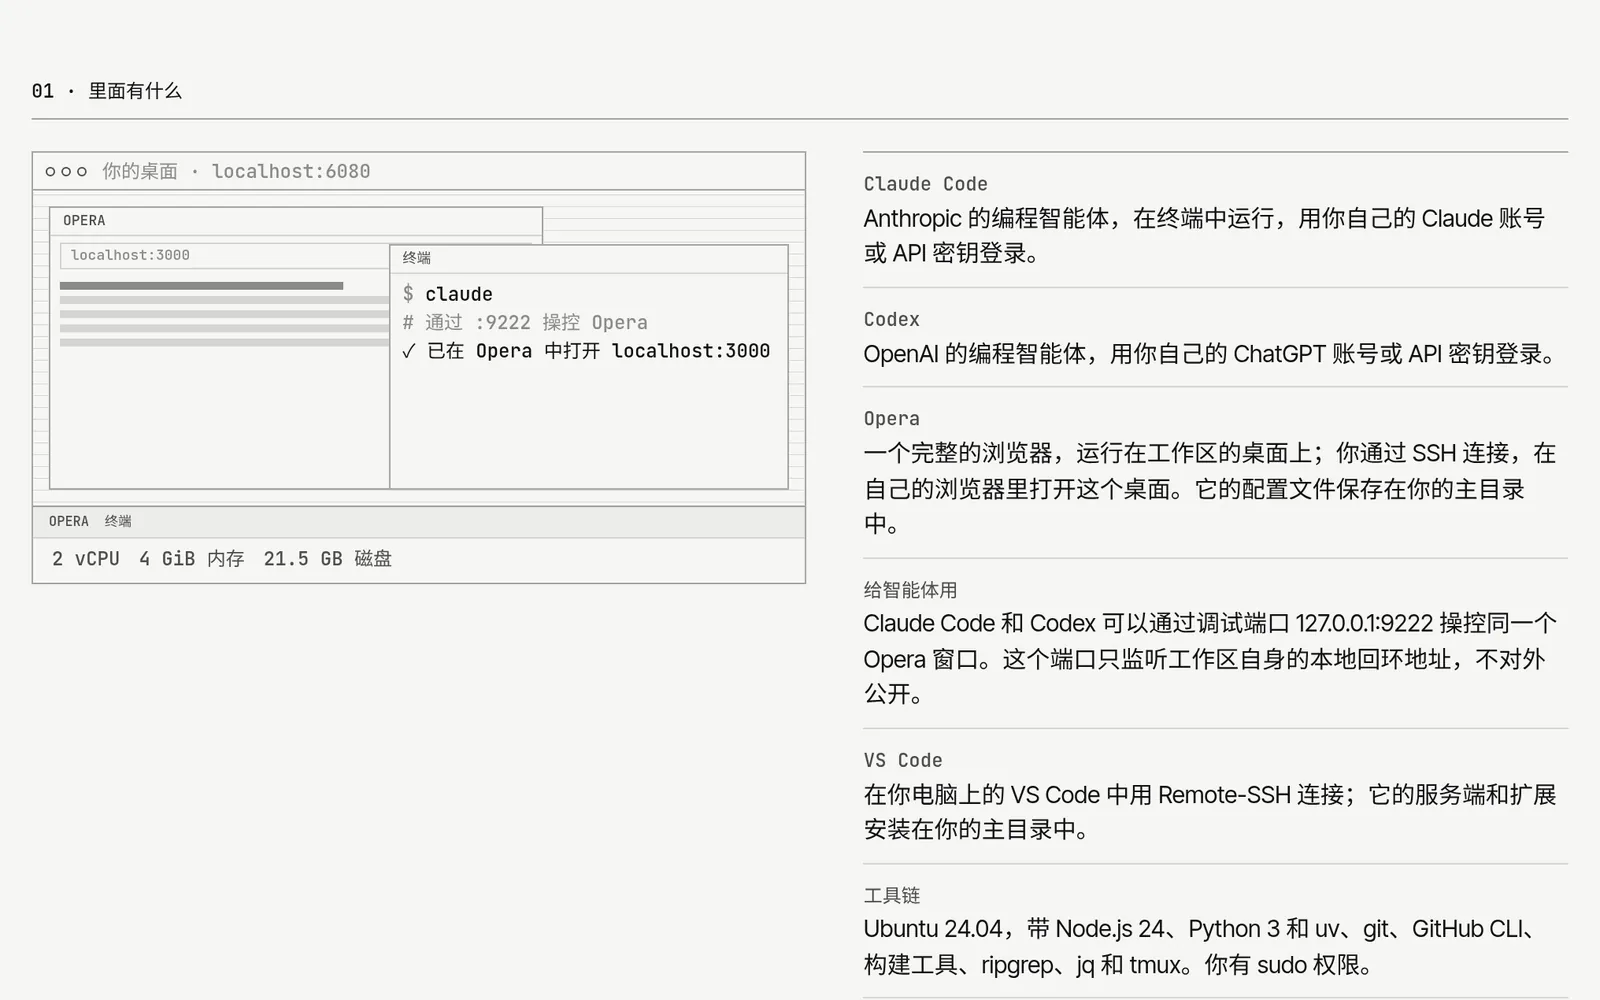 01 · 里面有什么
你的桌面 · localhost:6080
OPERA
localhost:3000
终端
$ claude
# 通过 :9222 操控 Opera
✓ 已在 Opera 中打开 localhost:3000
OPERA 终端
2 vCPU 4 GiB 内存 21.5 GB 磁盘
Claude Code
Anthropic 的编程智能体，在终端中运行，用你自己的 Claude 账号
或 API 密钥登录。
Codex
OpenAI 的编程智能体，用你自己的 ChatGPT 账号或 API 密钥登录。
Opera
一个完整的浏览器，运行在工作区的桌面上；你通过 SSH 连接，在
自己的浏览器里打开这个桌面。它的配置文件保存在你的主目录
中。
给智能体用
Claude Code 和 Codex 可以通过调试端口 127.0.0.1:9222 操控同一个
Opera 窗口。这个端口只监听工作区自身的本地回环地址，不对外
公开。
VS Code
在你电脑上的 VS Code 中用 Remote-SSH 连接；它的服务端和扩展
安装在你的主目录中。
工具链
Ubuntu 24.04，带 Node.js 24、Python 3 和 uv、git、GitHub CLI、
构建工具、ripgrep、jq 和 tmux。你有 sudo 权限。